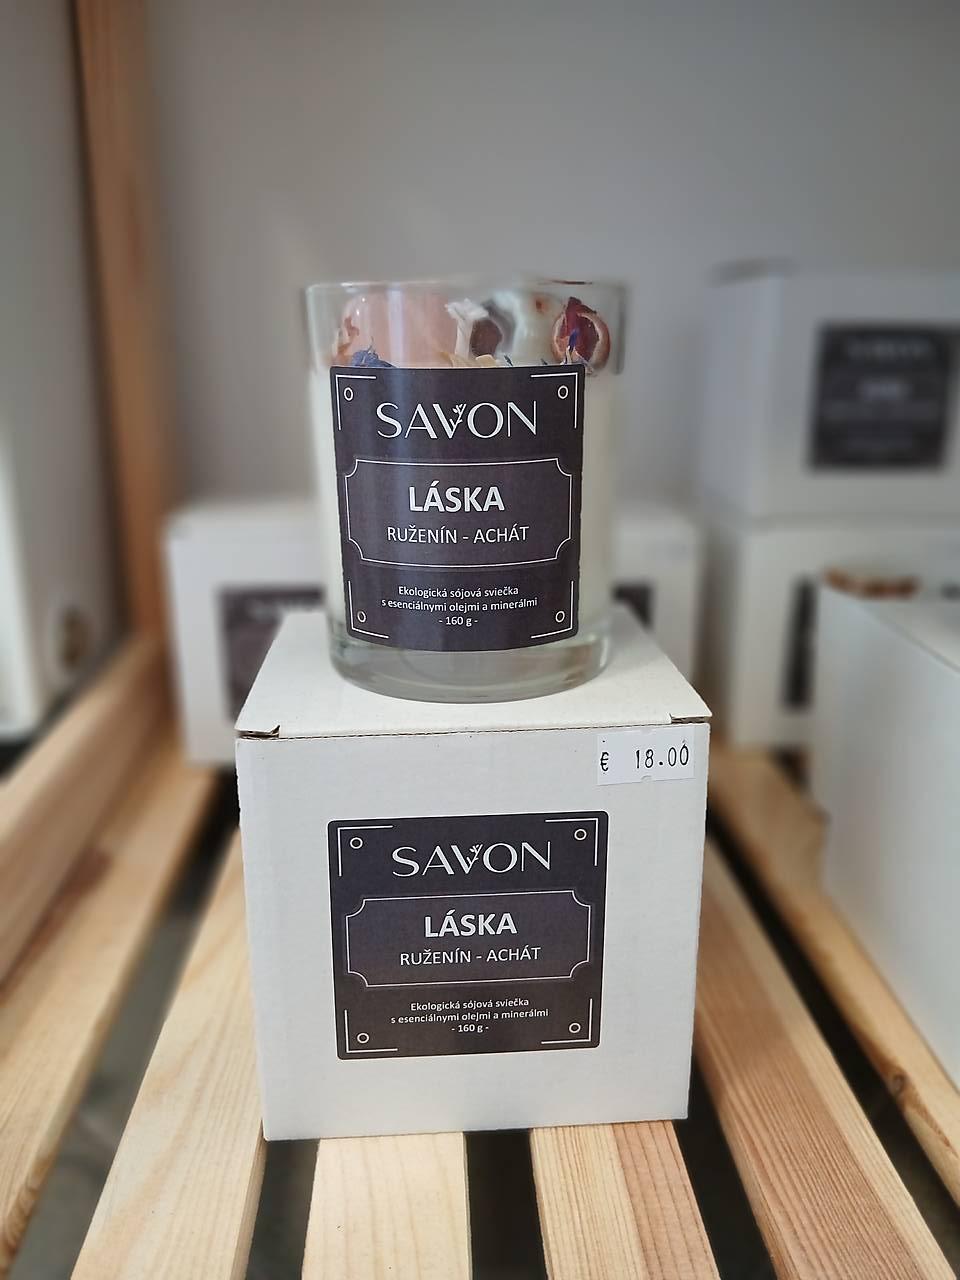 SAVON
LÁSKA
RUŽENÍN - ACHÁT
Ekologická sójová sviečka
s esenciálnymi olejmi a minerálmi
- 160 g -
€ 18.00
SAVON
LÁSKA
RUŽENÍN - ACHÁT
Ekologická sójová sviečka
s esenciálnymi olejmi a minerálmi
- 160 g -